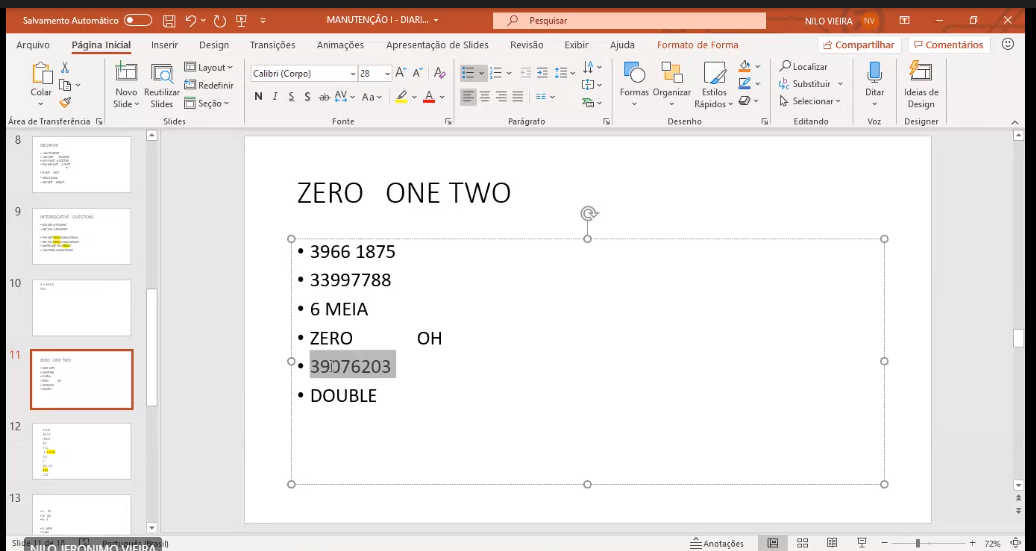 Salvamento Automático
MANUTENÇÃO I - DIARI...
Pesquisar
NILO VIEIRA
NV
Arquivo
Página Inicial
Inserir
Design
Transições
Animações
Apresentação de Slides
Revisão
Exibir
Ajuda
Formato de Forma
Compartilhar
Comentários
Colar
Novo
Slide
Reutilizar
Slides
Layout
Redefinir
Seção
Calibri (Corpo)
28
N I S S ab AV Aa
Formas
Organizar
Estilos
Rápidos
Localizar
Substituir
Selecionar
Ditar
Ideias de
Design
Área de Transferência
Slides
Fonte
Parágrafo
Desenho
Editando
Voz
Designer
8
NEGATIVE
9
INTERROGATIVE - QUESTIONS
10
11
ZERO ONE TWO
12
13
ZERO ONE TWO
• 3966 1875
• 33997788
• 6 MEIA
• ZERO OH
• 39076203
• DOUBLE
Slide 11 de 18
Português (Brasil)
NILO JERONIMO VIEIRA
Anotações
72%